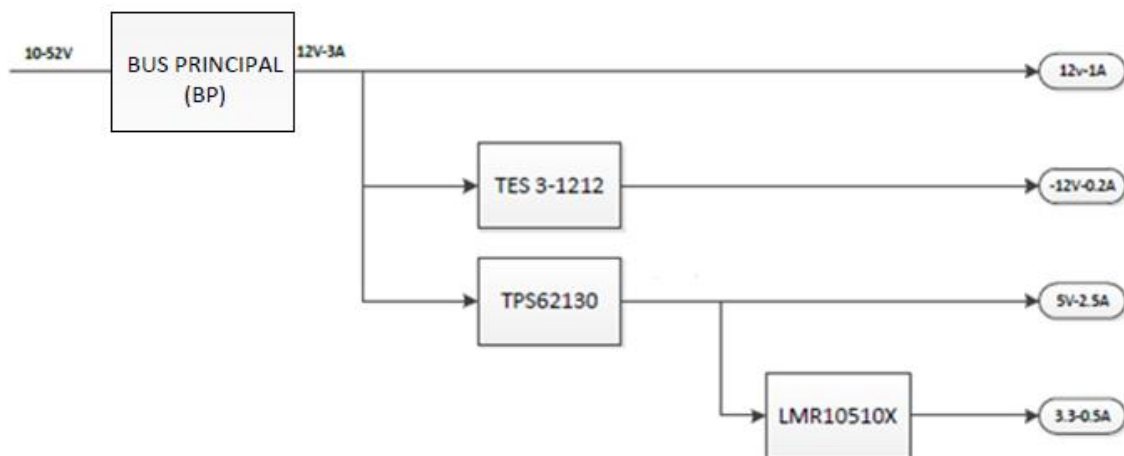 10-52V
BUS PRINCIPAL
(BP)
12V-3A
12v-1A
TES 3-1212
-12V-0.2A
TPS62130
5V-2.5A
LMR10510X
3.3-0.5A